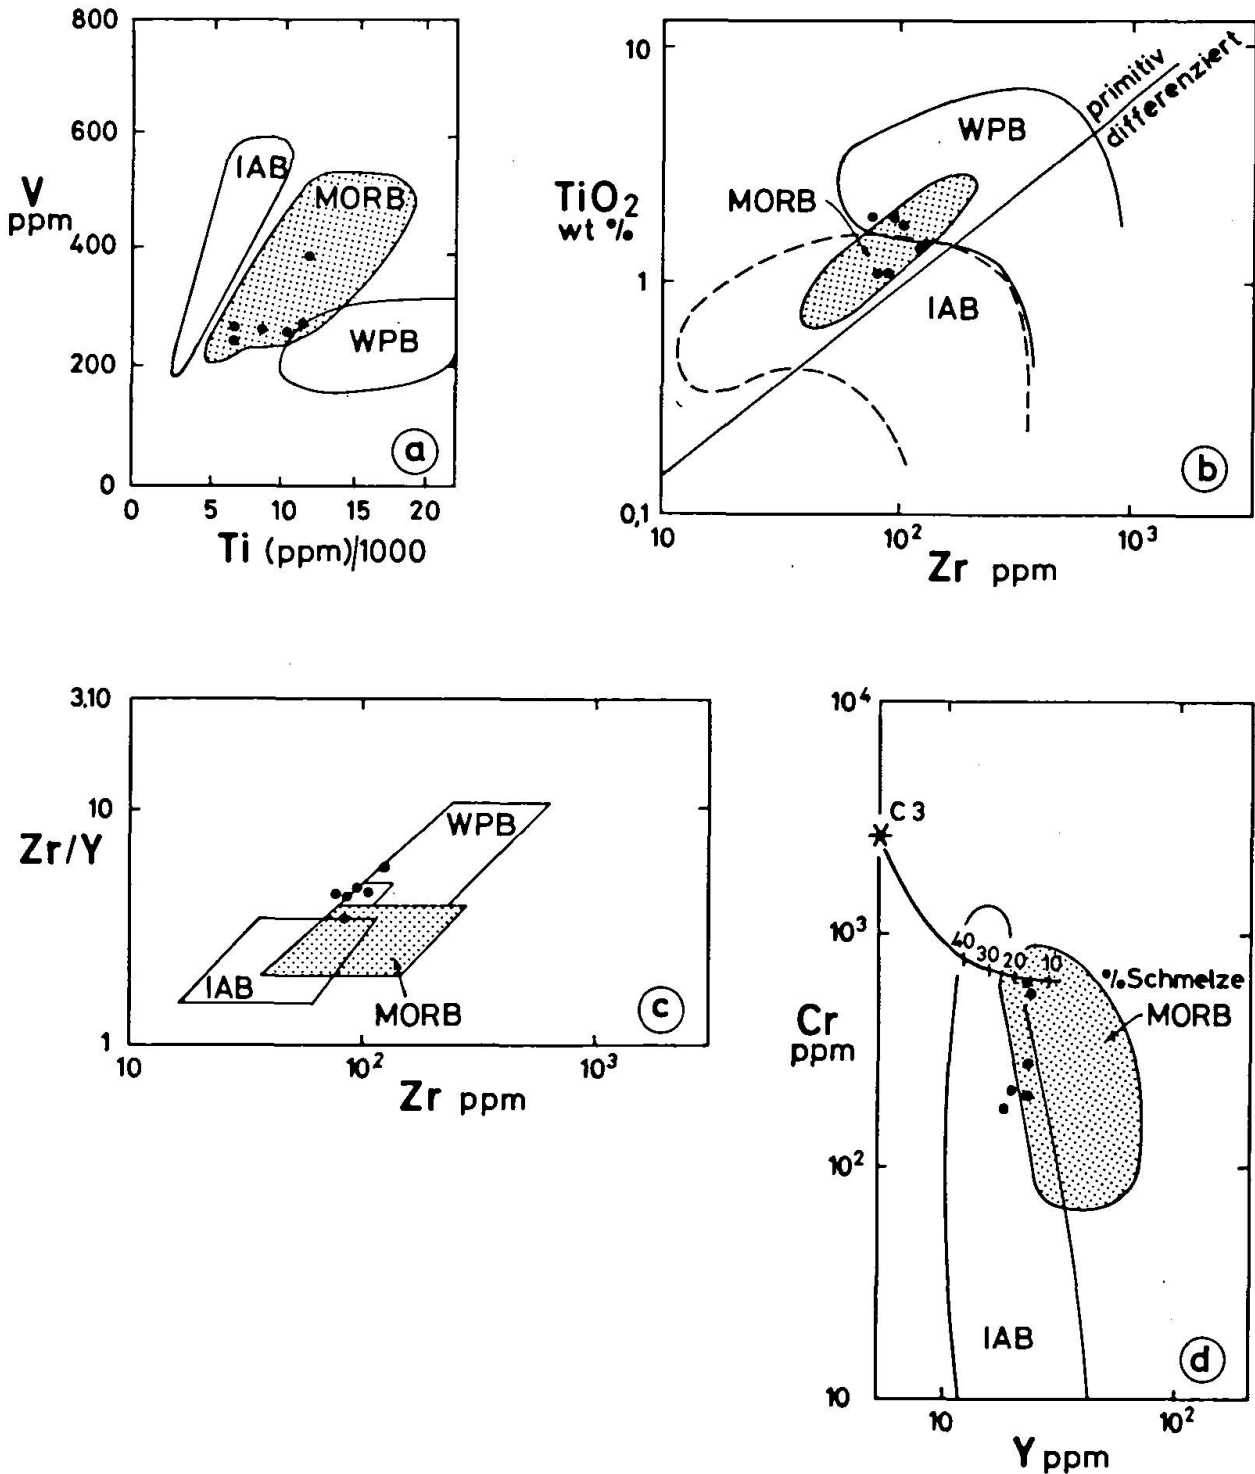 800
600
400
200
0
V
ppm
IAB
MORB
WPB
a
0 5 10 15 20
Ti (ppm)/1000
10
1
0,1
TiO2
wt %
WPB
MORB
IAB
primitiv
differenziert
b
10 10² 10³
Zr ppm
3,10
10
1
Zr/Y
WPB
IAB
MORB
c
10 10² 10³
Zr ppm
10⁴
10³
10²
10
C3
40 30 20 10
% Schmelze
MORB
Cr
ppm
IAB
d
10 10²
Y ppm